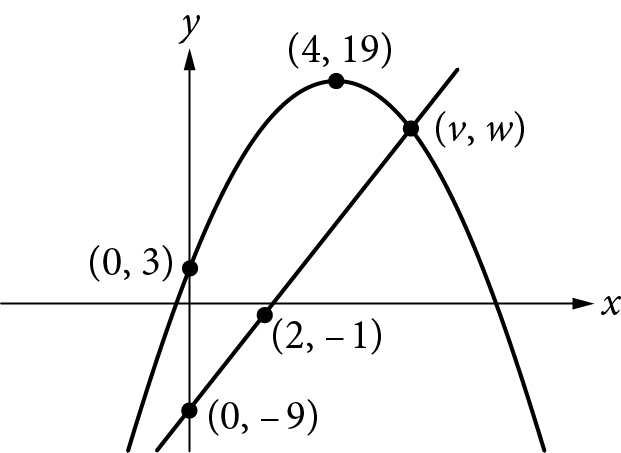 y
(4, 19)
(v, w)
(0, 3)
x
(2, – 1)
(0, – 9)